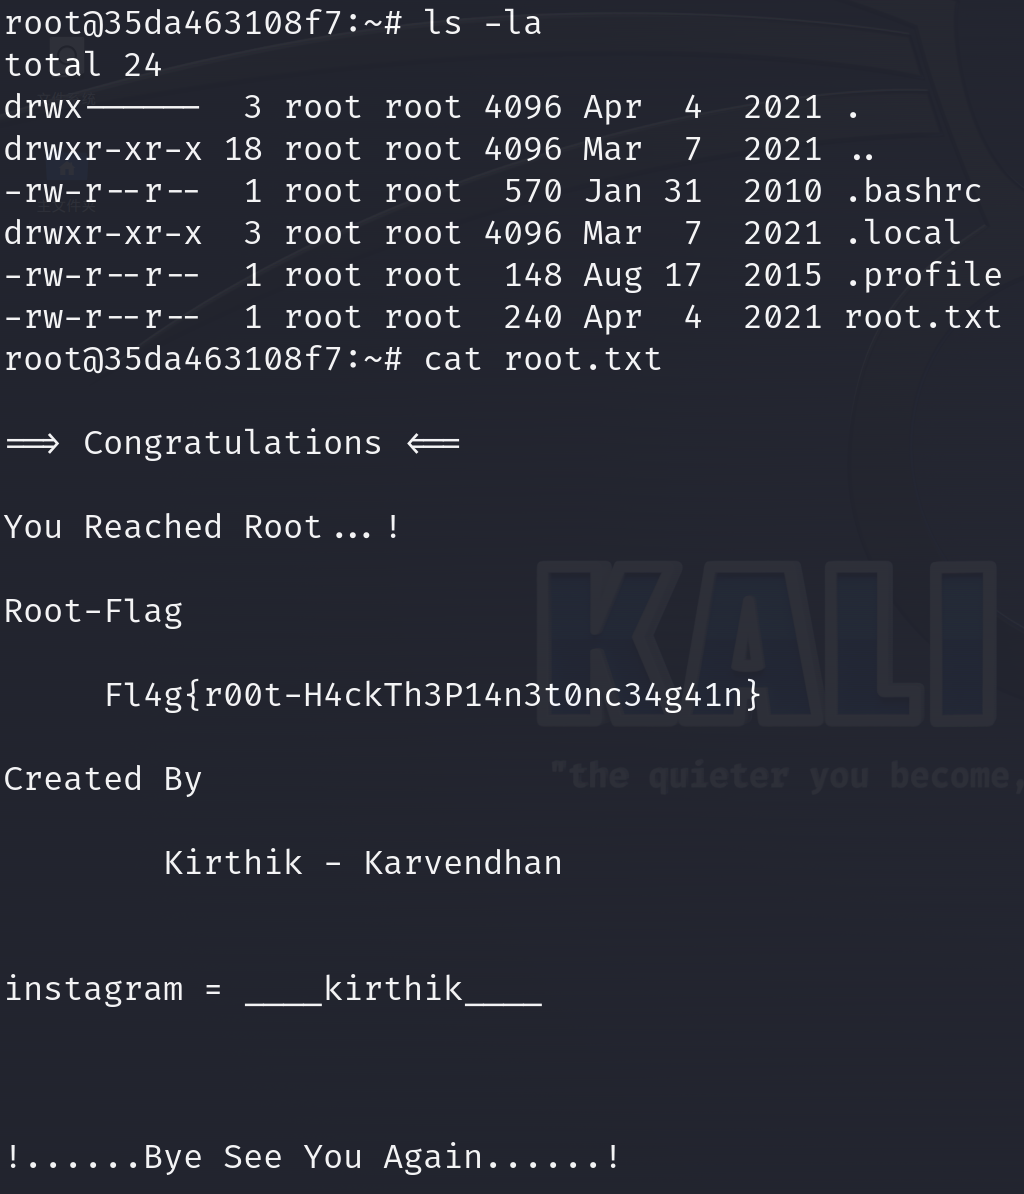 root@35da463108f7:~# ls -la
total 24
drwx------  3 root root 4096 Apr  4  2021 .
drwxr-xr-x 18 root root 4096 Mar  7  2021 ..
-rw-r--r--  1 root root  570 Jan 31  2010 .bashrc
drwxr-xr-x  3 root root 4096 Mar  7  2021 .local
-rw-r--r--  1 root root  148 Aug 17  2015 .profile
-rw-r--r--  1 root root  240 Apr  4  2021 root.txt
root@35da463108f7:~# cat root.txt
==> Congratulations <==
You Reached Root...!
Root-Flag
Fl4g{r00t-H4ckTh3P14n3t0nc34g41n}
KALI
"the quieter you become,
Created By
Kirthik - Karvendhan
instagram = ____kirthik____
!......Bye See You Again......!